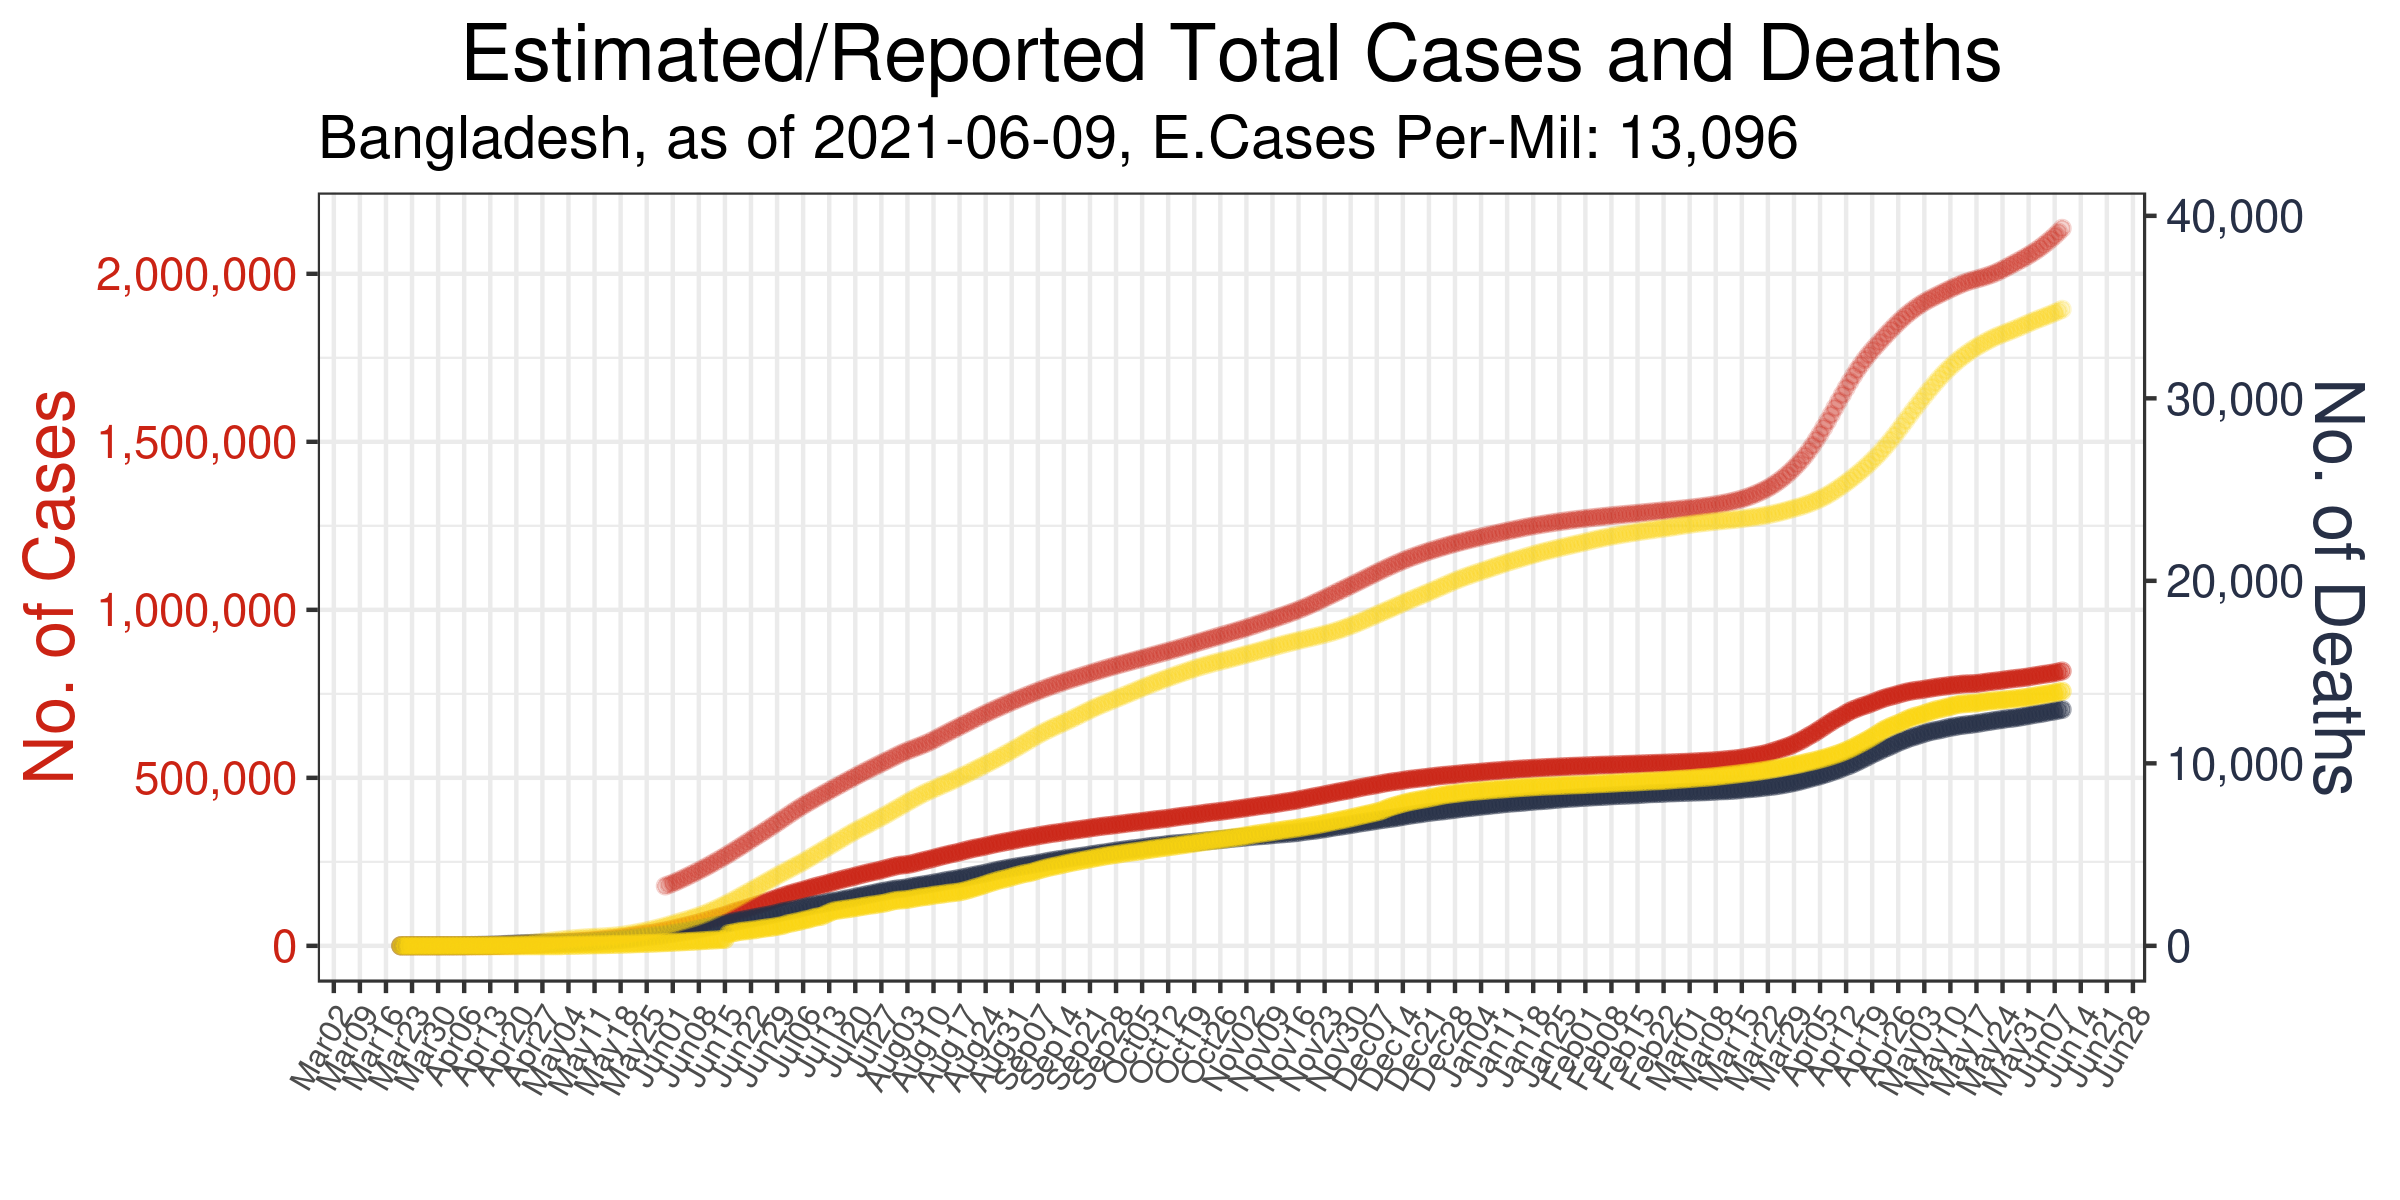 Estimated/Reported Total Cases and Deaths
Bangladesh, as of 2021-06-09, E.Cases Per-Mil: 13,096
No. of Cases
2,000,000
1,500,000
1,000,000
500,000
0
40,000
30,000
20,000
10,000
0
No. of Deaths
Mar02
Mar09
Mar16
Mar23
Mar30
Apr06
Apr13
Apr20
Apr27
May04
May11
May18
May25
Jun01
Jun08
Jun15
Jun22
Jun29
Jul06
Jul13
Jul20
Jul27
Aug03
Aug10
Aug17
Aug24
Aug31
Sep07
Sep14
Sep21
Sep28
Oct05
Oct12
Oct19
Oct26
Nov02
Nov09
Nov16
Nov23
Nov30
Dec07
Dec14
Dec21
Dec28
Jan04
Jan11
Jan18
Jan25
Feb01
Feb08
Feb15
Feb22
Mar01
Mar08
Mar15
Mar22
Mar29
Apr05
Apr12
Apr19
Apr26
May03
May10
May17
May24
May31
Jun07
Jun14
Jun21
Jun28